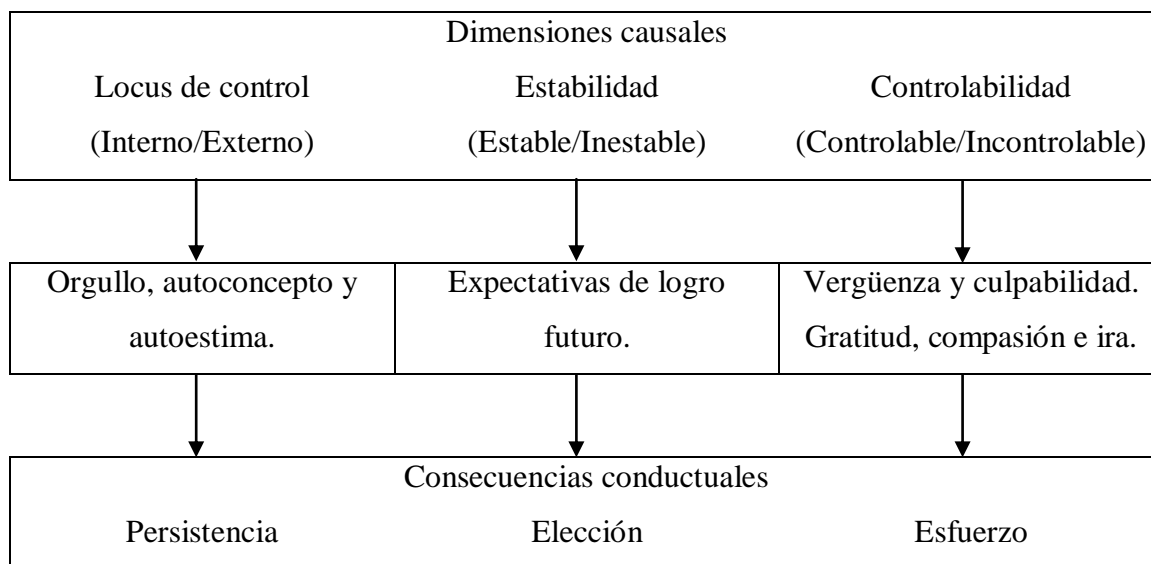 Dimensiones causales
Locus de control Estabilidad Controlabilidad
(Interno/Externo) (Estable/Inestable) (Controlable/Incontrolable)
Orgullo, autoconcepto y Expectativas de logro Vergüenza y culpabilidad.
autoestima. futuro. Gratitud, compasión e ira.
Consecuencias conductuales
Persistencia Elección Esfuerzo